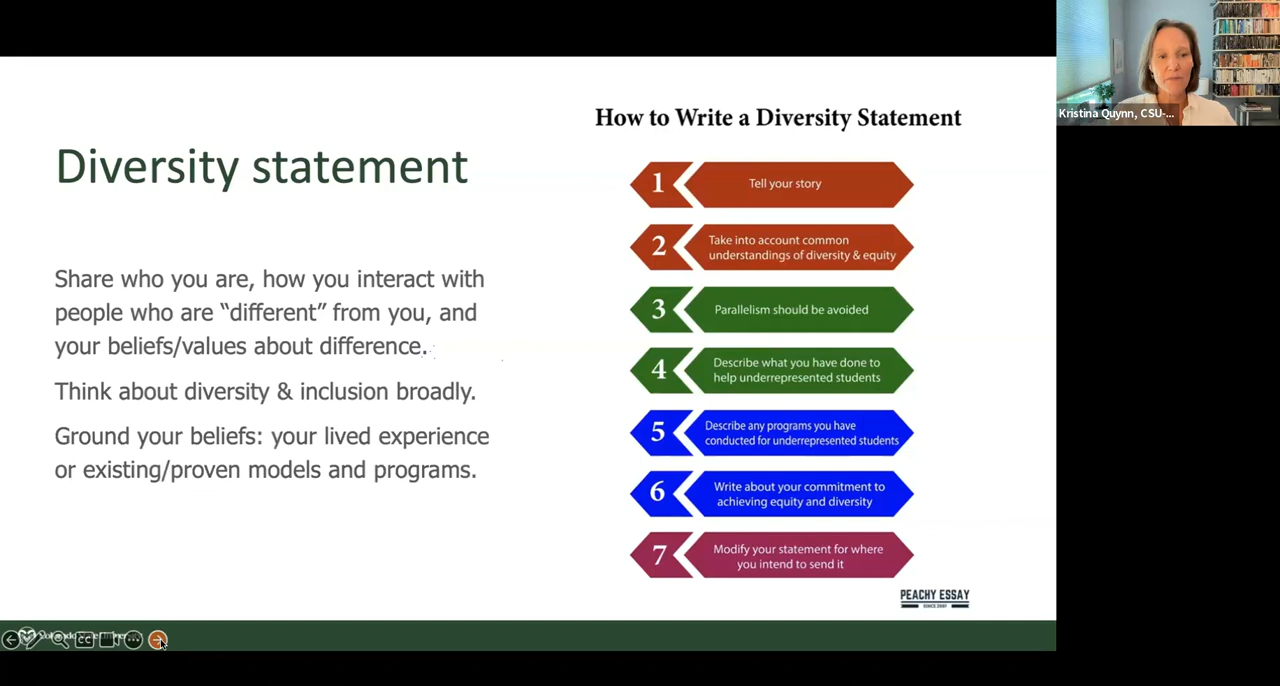 Diversity statement
Share who you are, how you interact with
people who are “different” from you, and
your beliefs/values about difference.
Think about diversity & inclusion broadly.
Ground your beliefs: your lived experience
or existing/proven models and programs.
How to Write a Diversity Statement
1
Tell your story
2
Take into account common
understandings of diversity & equity
3
Parallelism should be avoided
4
Describe what you have done to
help underrepresented students
5
Describe any programs you have
conducted for underrepresented students
6
Write about your commitment to
achieving equity and diversity
7
Modify your statement for where
you intend to send it
PEACHY ESSAY
Kristina Quynn, CSU-...
CC